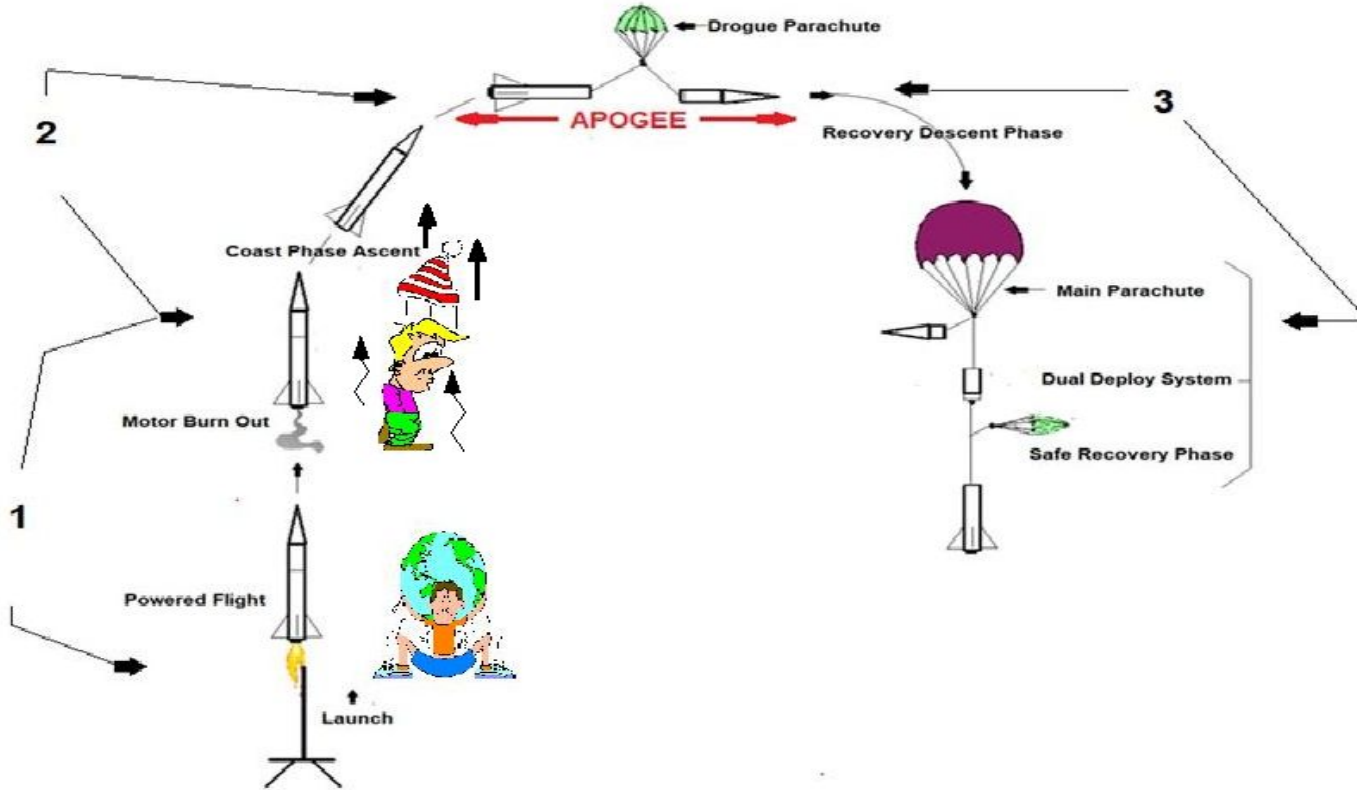 Drogue Parachute
2
3
APOGEE
Recovery Descent Phase
Coast Phase Ascent
Main Parachute
Dual Deploy System
Motor Burn Out
Safe Recovery Phase
1
Powered Flight
Launch